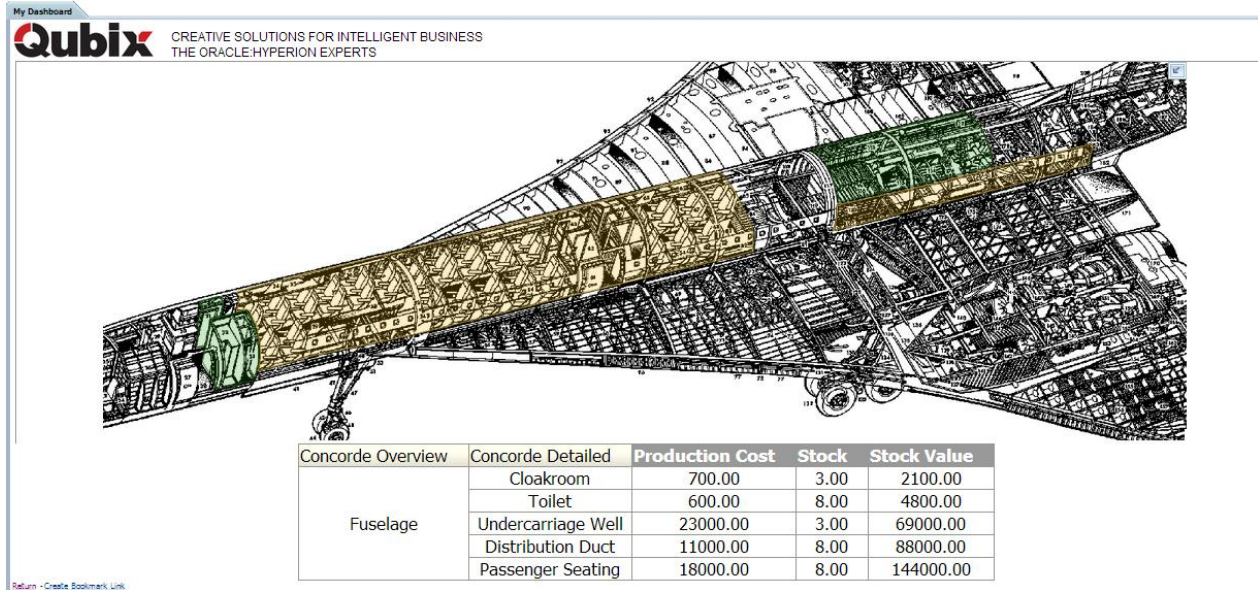 My Dashboard
Qubix
CREATIVE SOLUTIONS FOR INTELLIGENT BUSINESS
THE ORACLE:HYPERION EXPERTS
Concorde Overview Concorde Detailed Production Cost Stock Stock Value
Cloakroom 700.00 3.00 2100.00
Toilet 600.00 8.00 4800.00
Fuselage Undercarriage Well 23000.00 3.00 69000.00
Distribution Duct 11000.00 8.00 88000.00
Passenger Seating 18000.00 8.00 144000.00
Return - Create Bookmark Link